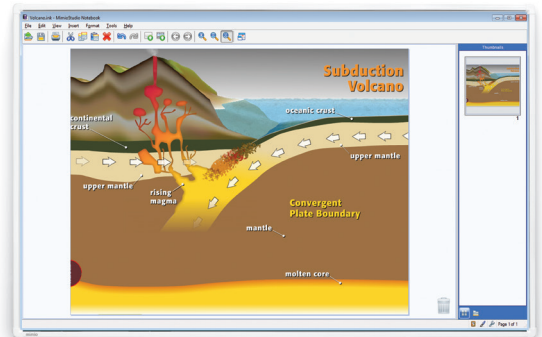 Volcano.ink - MimioStudio Notebook
File Edit View Insert Format Tools Help
Thumbnails
Subduction
Volcano
continental
crust
oceanic crust
upper mantle
upper mantle
rising
magma
Convergent
Plate Boundary
mantle
molten core
1
Page 1 of 1